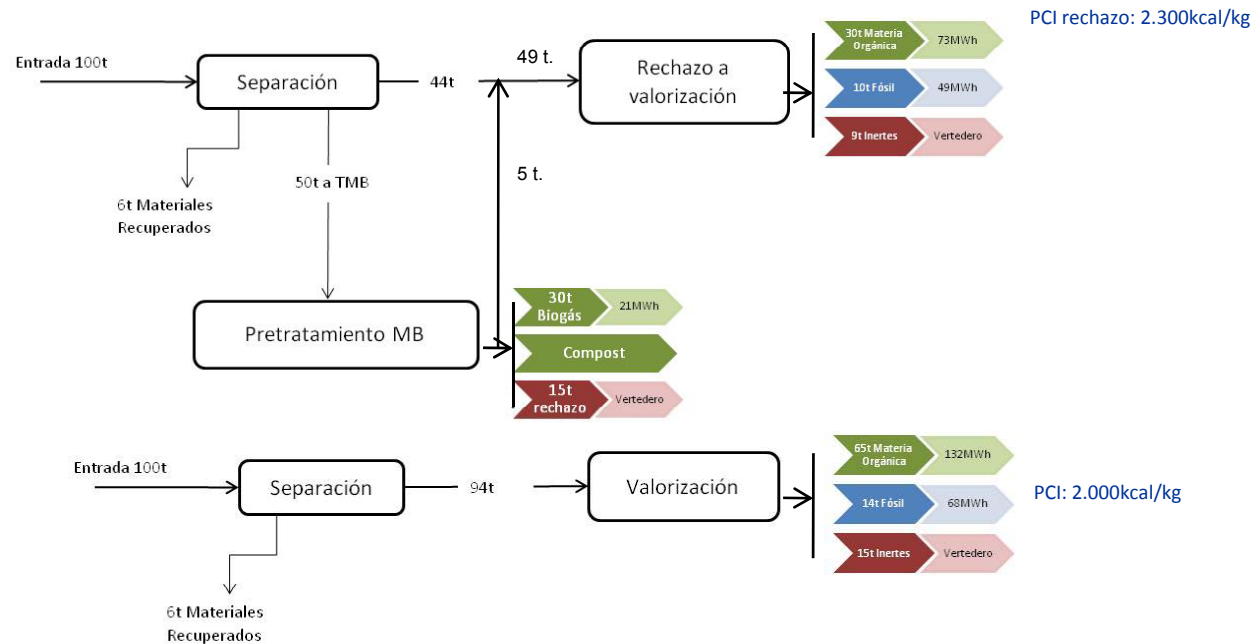 PCI rechazo: 2.300kcal/kg
Entrada 100t
Separación
44t
49 t.
Rechazo a
valorización
30t Materia
Orgánica
73MWh
10t Fósil
49MWh
9t Inertes
Vertedero
6t Materiales
Recuperados
50t a TMB
5 t.
Pretratamiento MB
30t
Biogás
21MWh
Compost
15t
rechazo
Vertedero
Entrada 100t
Separación
94t
Valorización
65t Materia
Orgánica
132MWh
14t Fósil
68MWh
15t Inertes
Vertedero
PCI: 2.000kcal/kg
6t Materiales
Recuperados